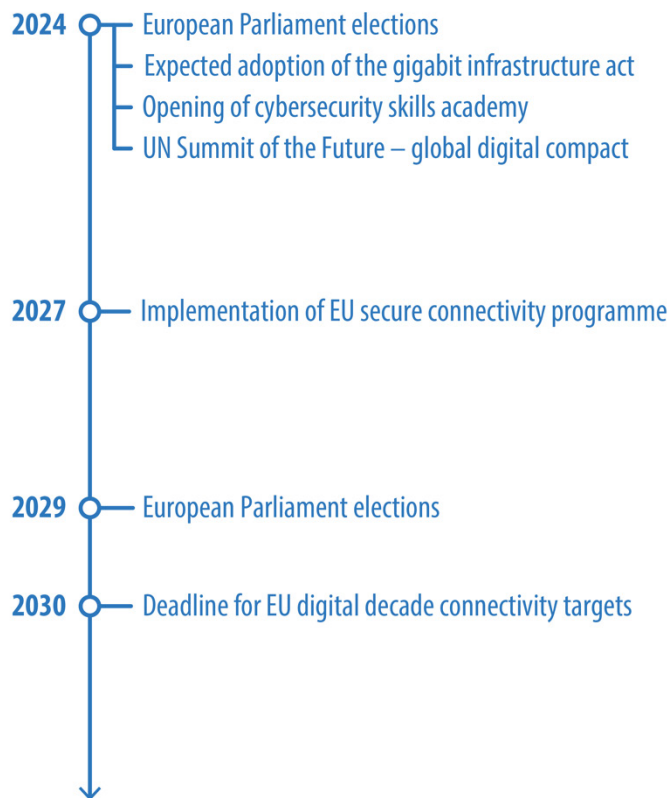 2024 European Parliament elections
Expected adoption of the gigabit infrastructure act
Opening of cybersecurity skills academy
UN Summit of the Future – global digital compact
2027 Implementation of EU secure connectivity programme
2029 European Parliament elections
2030 Deadline for EU digital decade connectivity targets